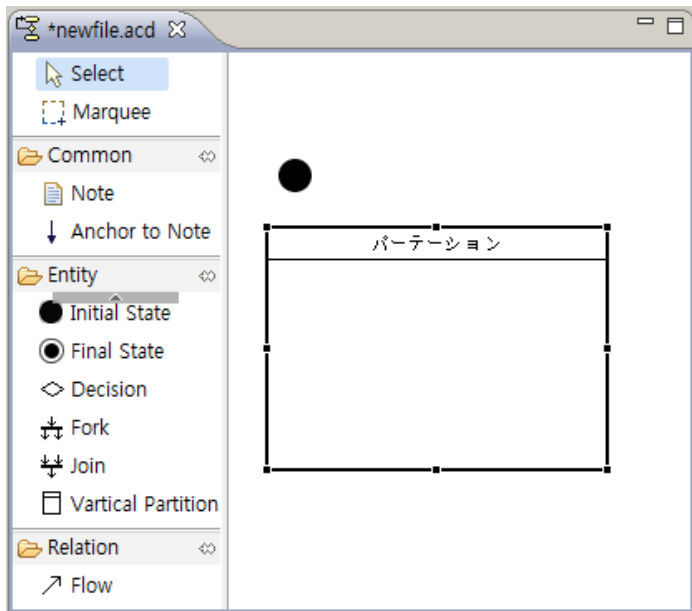 *newfile.acd
Select
Marquee
Common
Note
Anchor to Note
Entity
Initial State
Final State
Decision
Fork
Join
Vartical Partition
Relation
Flow
パーテーション